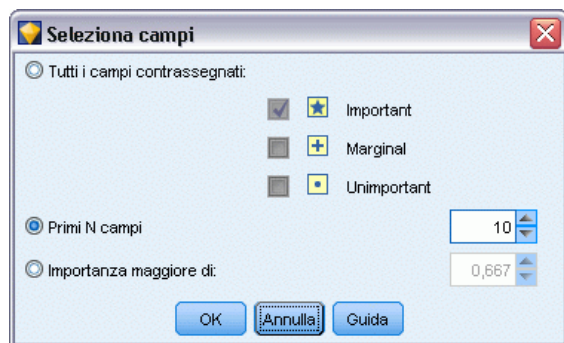 Seleziona campi
Tutti i campi contrassegnati:
Important
Marginal
Unimportant
Primi N campi 10
Importanza maggiore di: 0,667
OK Annulla Guida